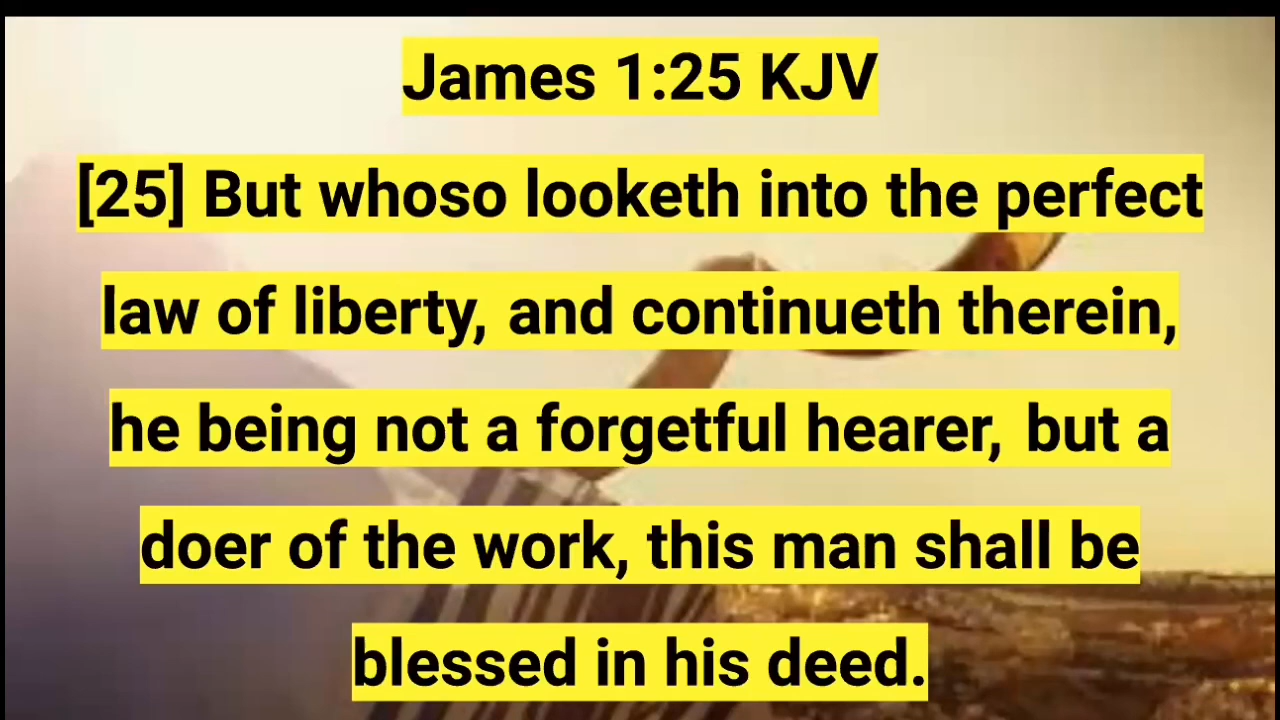 James 1:25 KJV
[25] But whoso looketh into the perfect
law of liberty, and continueth therein,
he being not a forgetful hearer, but a
doer of the work, this man shall be
blessed in his deed.